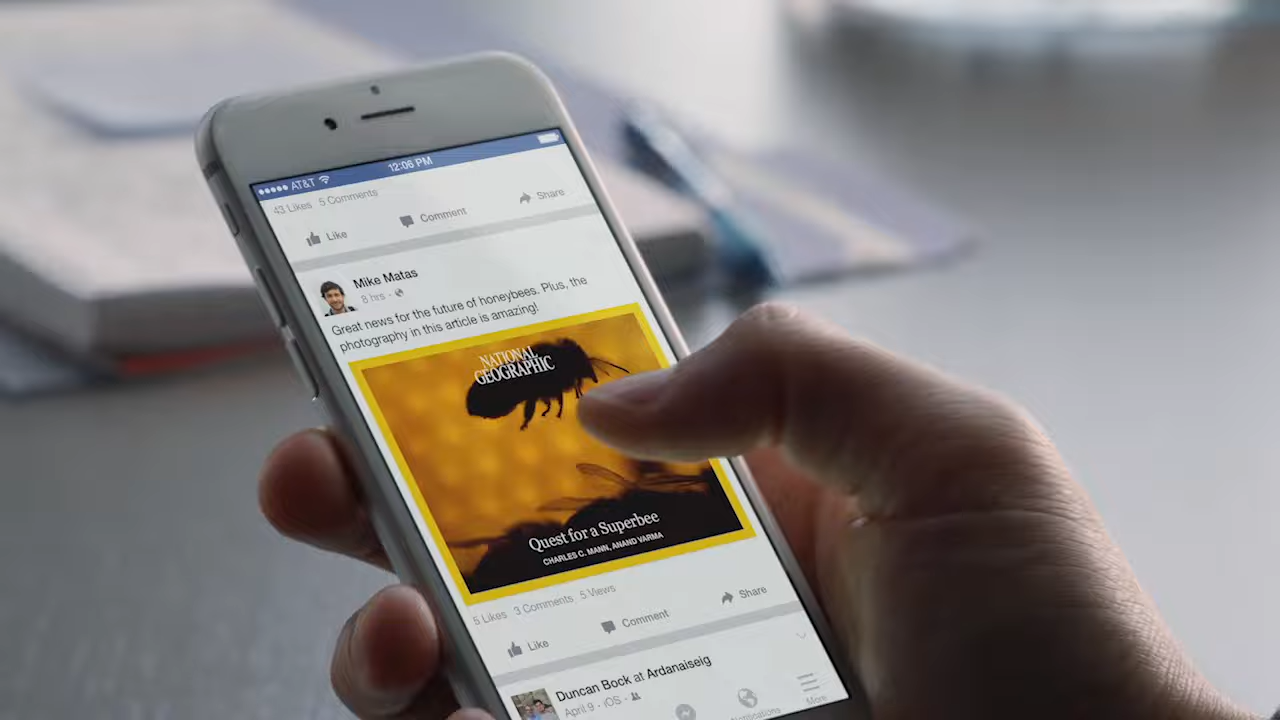 AT&T 12:06 PM
43 Likes 5 Comments
Like Comment Share
Mike Matas
8 hrs ·
Great news for the future of honeybees. Plus, the
photography in this article is amazing!
NATIONAL
GEOGRAPHIC
Quest for a Superbee
CHARLES C. MANN, ANAND VARMA
5 Likes 3 Comments 5 Views
Like Comment Share
Duncan Bock at Ardanaiseig
April 9 · iOS ·
Notifications More